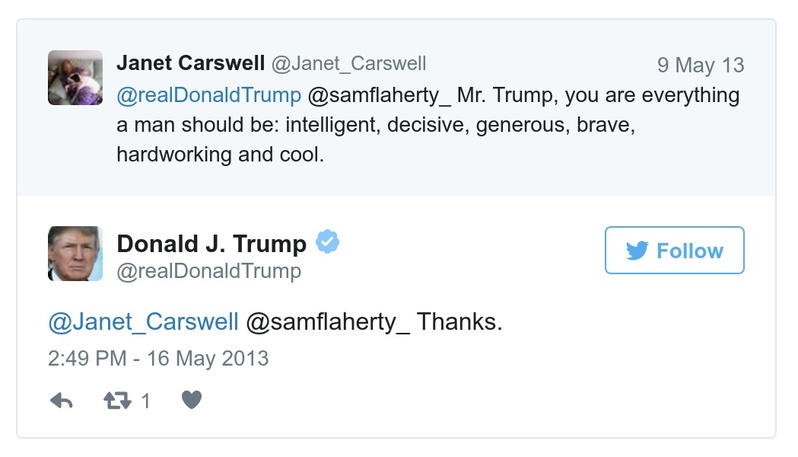 Janet Carswell @Janet_Carswell 9 May 13
@realDonaldTrump @samflaherty_ Mr. Trump, you are everything
a man should be: intelligent, decisive, generous, brave,
hardworking and cool.
Donald J. Trump
@realDonaldTrump
Follow
@Janet_Carswell @samflaherty_ Thanks.
2:49 PM - 16 May 2013
1